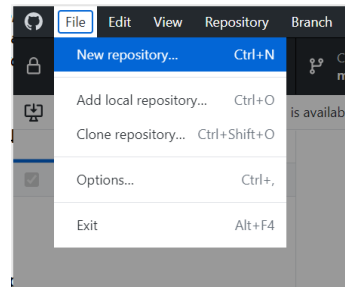 File Edit View Repository Branch
New repository... Ctrl+N
Add local repository... Ctrl+O
Clone repository... Ctrl+Shift+O
is availab
Options... Ctrl+,
Exit Alt+F4